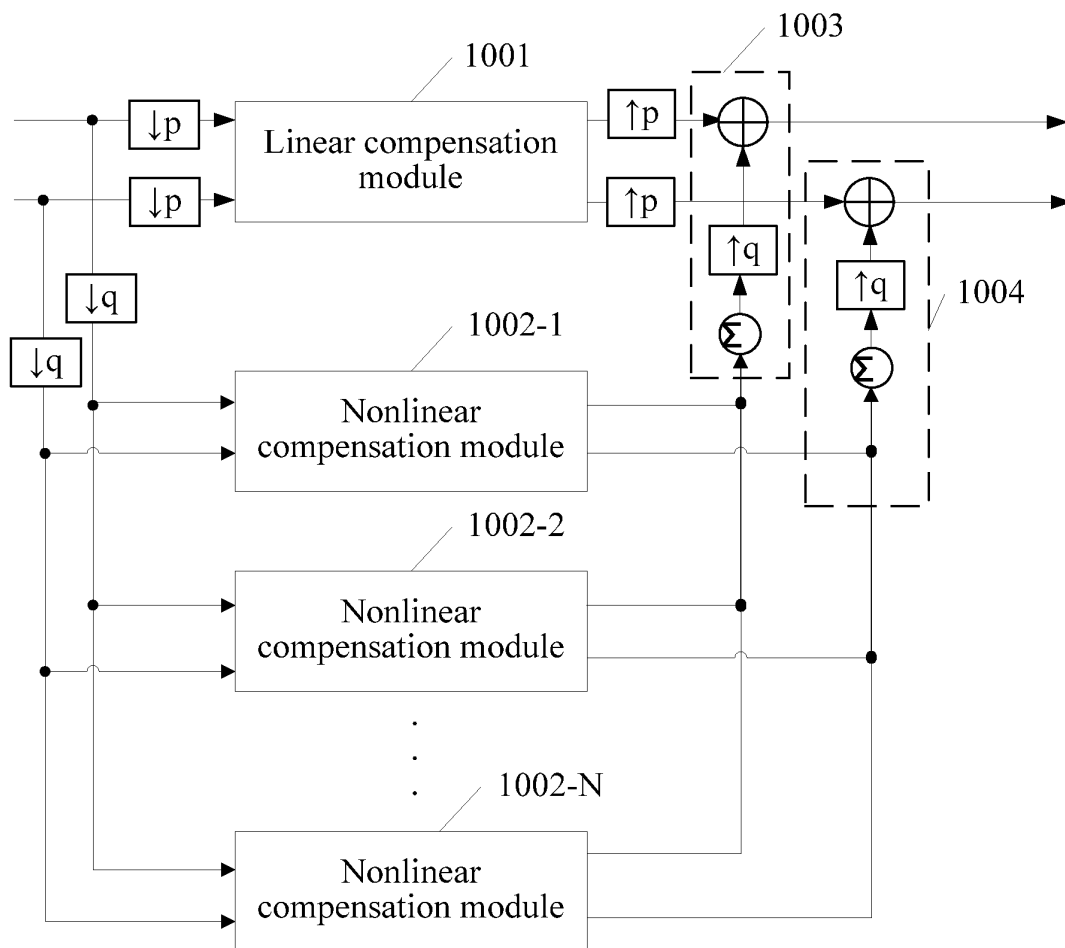 1003
1001
↓p
Linear compensation
module
↑p
↓p
↑p
↑q
↓q
↑q
1004
Σ
↓q
1002-1
Σ
Nonlinear
compensation module
1002-2
Nonlinear
compensation module
.
.
.
1002-N
Nonlinear
compensation module